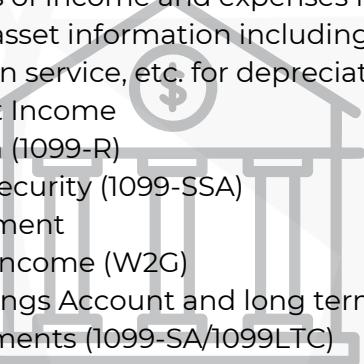 s of income and expenses f
asset information including
n service, etc. for depreciat
t Income
(1099-R)
ecurity (1099-SSA)
ment
ncome (W2G)
ngs Account and long ter
ments (1099-SA/1099LTC)